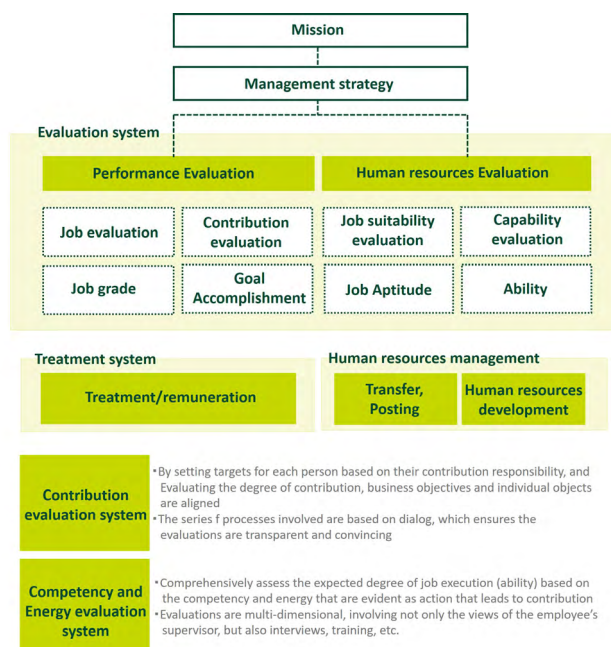 Mission
Management strategy
Evaluation system
Performance Evaluation
Human resources Evaluation
Job evaluation
Contribution
evaluation
Job suitability
evaluation
Capability
evaluation
Job grade
Goal
Accomplishment
Job Aptitude
Ability
Treatment system
Treatment/remuneration
Human resources management
Transfer,
Posting
Human resources
development
Contribution
evaluation system
•By setting targets for each person based on their contribution responsibility, and
Evaluating the degree of contribution, business objectives and individual objects
are aligned
•The series f processes involved are based on dialog, which ensures the
evaluations are transparent and convincing
Competency and
Energy evaluation
system
•Comprehensively assess the expected degree of job execution (ability) based on
the competency and energy that are evident as action that leads to contribution
•Evaluations are multi-dimensional, involving not only the views of the employee's
supervisor, but also interviews, training, etc.